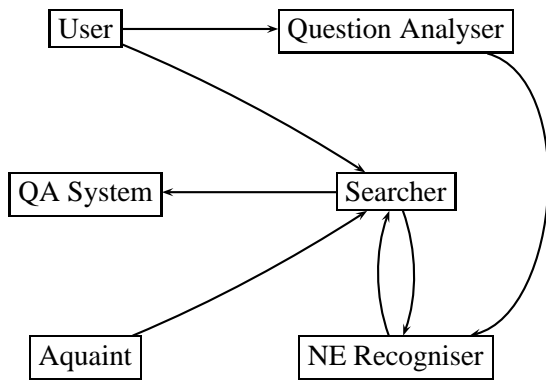 User
Question Analyser
QA System
Searcher
Aquaint
NE Recogniser